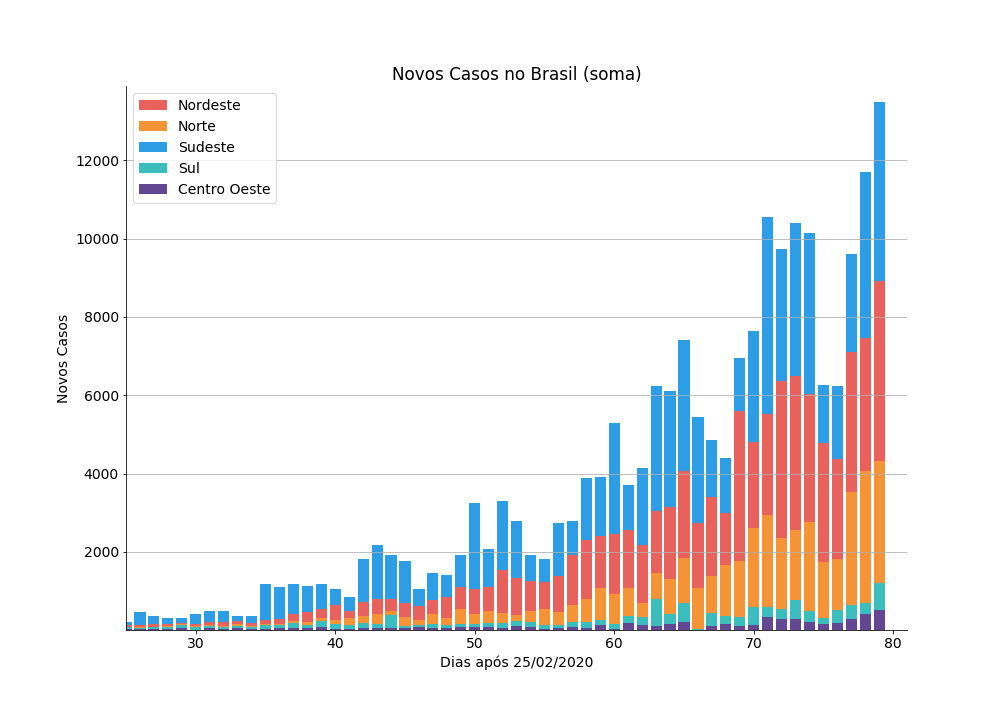 Novos Casos no Brasil (soma)
Nordeste
Norte
Sudeste
Sul
Centro Oeste
12000
10000
8000
6000
4000
2000
Novos Casos
30 40 50 60 70 80
Dias após 25/02/2020